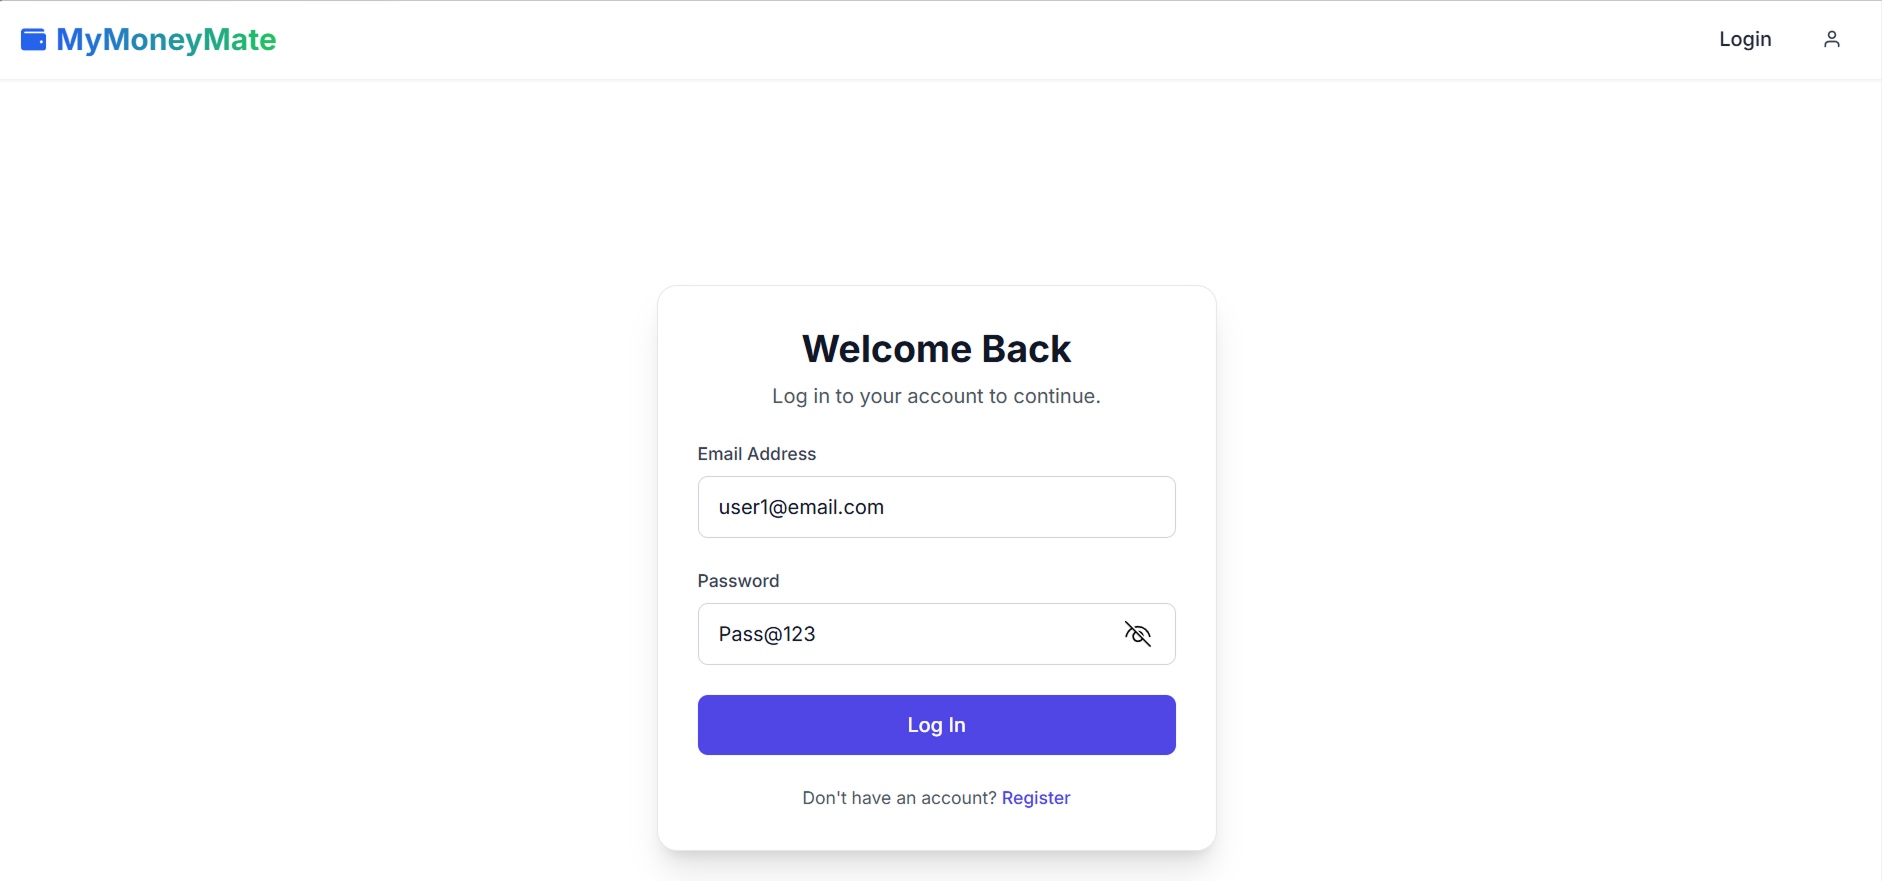 MyMoneyMate
Login
Welcome Back
Log in to your account to continue.
Email Address
user1@email.com
Password
Pass@123
Log In
Don't have an account? Register